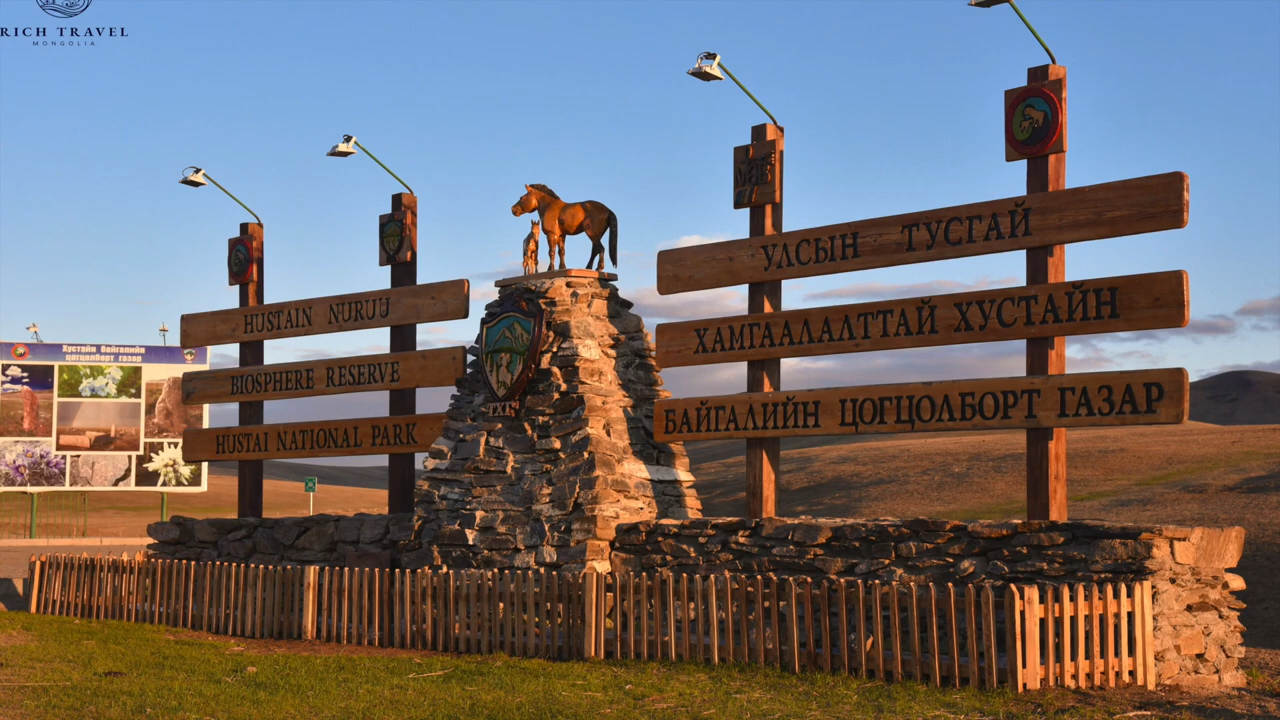 RICH TRAVEL
MONGOLIA
HUSTAIN NURUU
BIOSPHERE RESERVE
HUSTAI NATIONAL PARK
УЛСЫН ТУСГАЙ
ХАМГААЛАЛТТАЙ ХУСТАЙН
БАЙГАЛИЙН ЦОГЦОЛБОРТ ГАЗАР
Хустайн байгалийн
цогцолборт газар